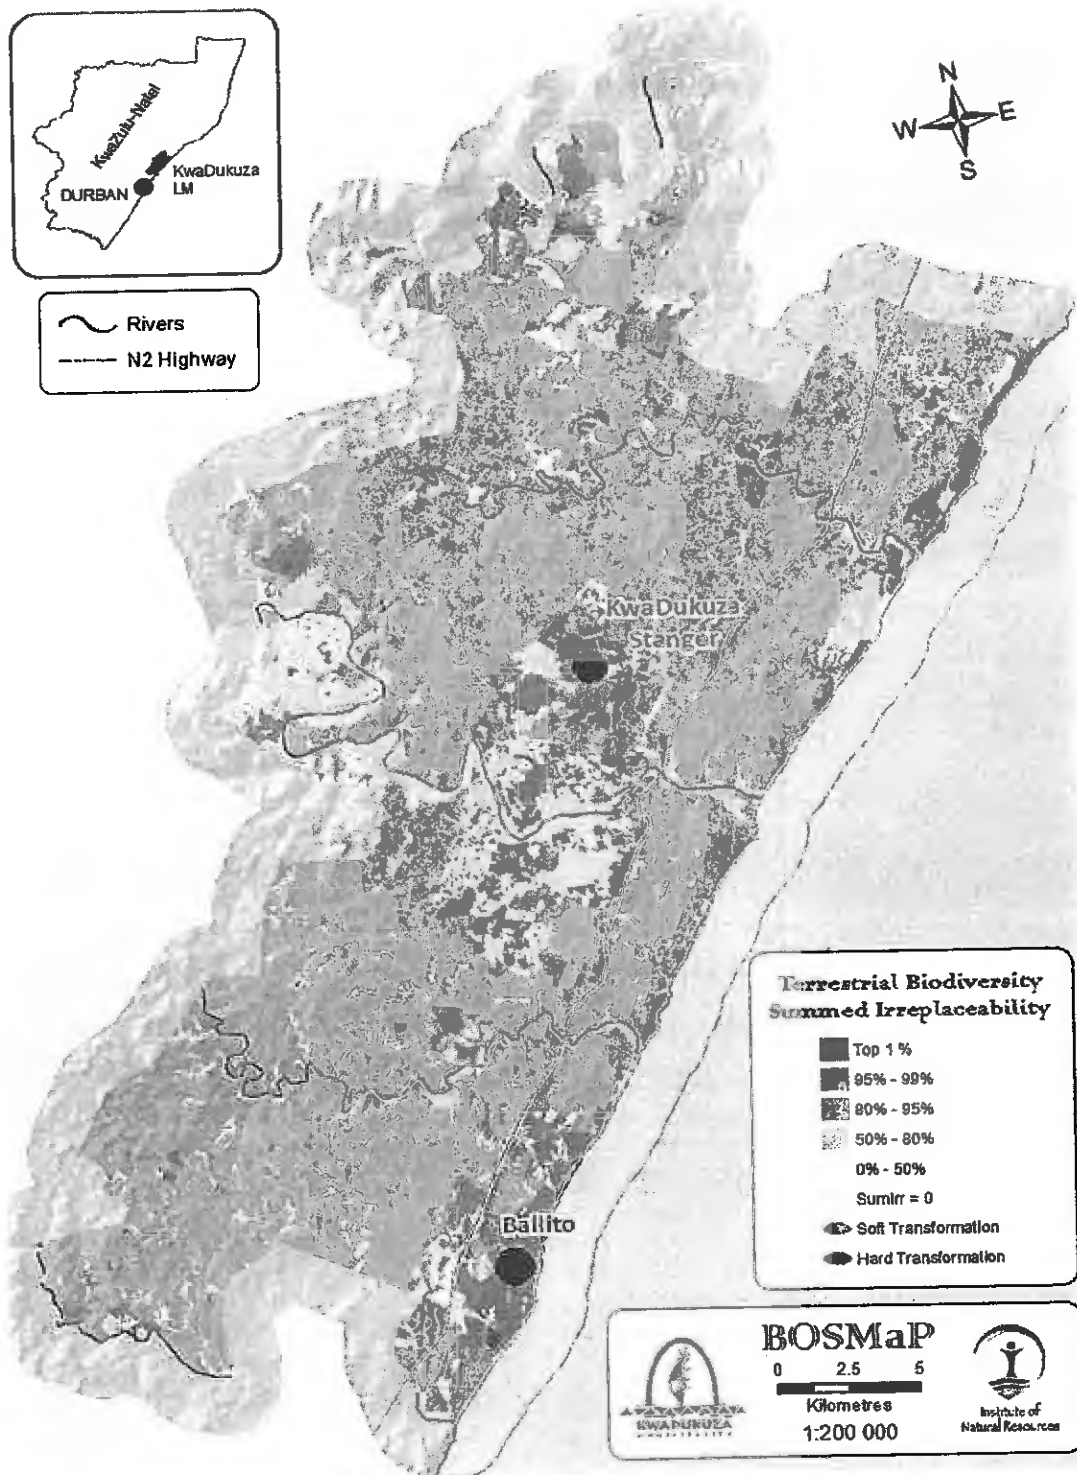 KwaZulu-Natal
DURBAN
KwaDukuza
LM
Rivers
N2 Highway
N
W
E
S
KwaDukuza
Stanger
Ballito
Terrestrial Biodiversity
Summed Irreplaceability
Top 1 %
95% - 99%
80% - 95%
50% - 80%
0% - 50%
SumIrr = 0
Soft Transformation
Hard Transformation
BOSMaP
0 2.5 5
Kilometres
1:200 000
KWADUKUZA
MUNICIPALITY
Institute of
Natural Resources